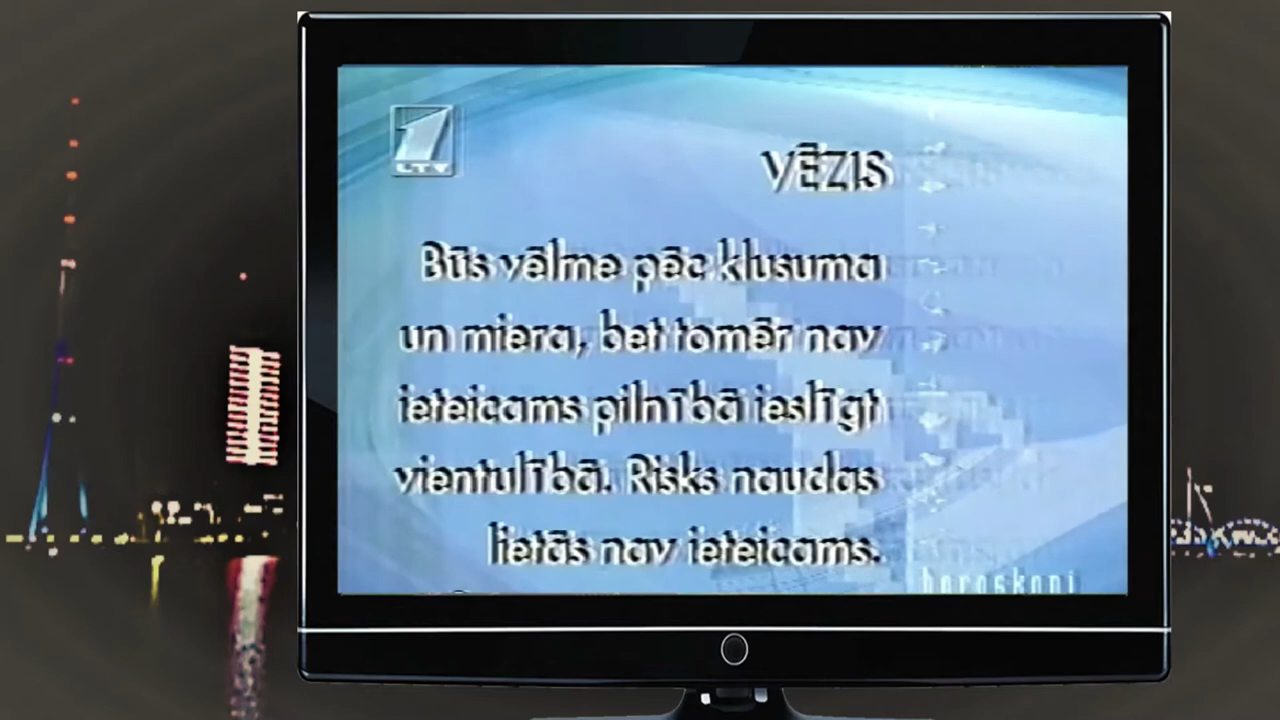 1
LTV
VĒZIS
Būs vēlme pēc klusuma
un miera, bet tomēr nav
ieteicams pilnībā ieslīgt
vientulībā. Risks naudas
lietās nav ieteicams.
horoskopi